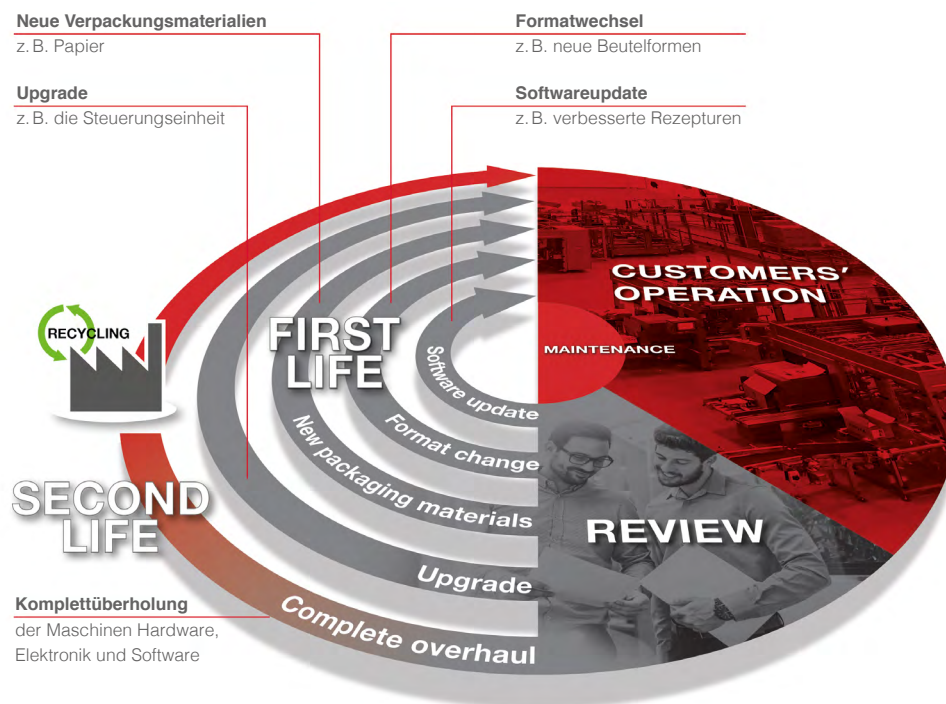 Neue Verpackungsmaterialien
z. B. Papier
Formatwechsel
z. B. neue Beutelformen
Upgrade
z. B. die Steuerungseinheit
Softwareupdate
z. B. verbesserte Rezepturen
CUSTOMERS'
OPERATION
RECYCLING
FIRST
LIFE
MAINTENANCE
Software update
Format change
New packaging materials
SECOND
LIFE
REVIEW
Upgrade
Complete overhaul
Komplettüberholung
der Maschinen Hardware,
Elektronik und Software